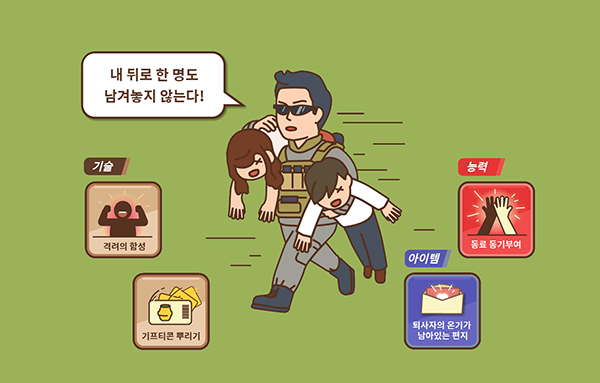 내 뒤로 한 명도
남겨놓지 않는다!
기술
격려의 함성
기프티콘 뿌리기
능력
동료 동기부여
아이템
퇴사자의 온기가
남아있는 편지